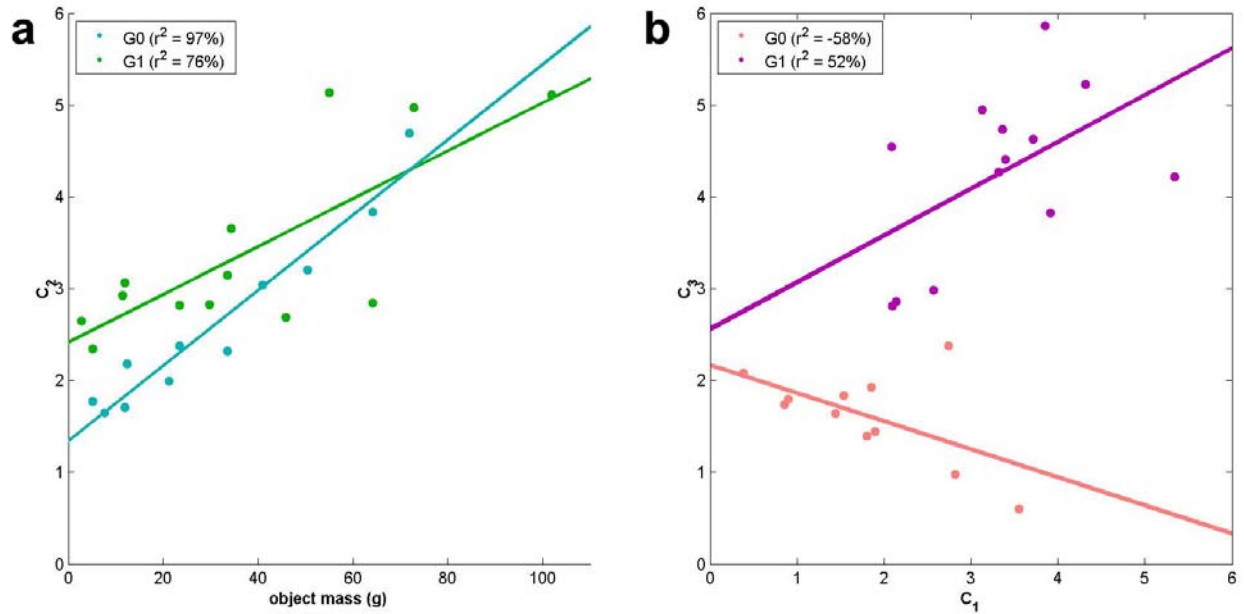 a
6
5
4
3
2
1
0
C2
G0 (r² = 97%)
G1 (r² = 76%)
0 20 40 60 80 100
object mass (g)
b
6
5
4
3
2
1
0
C3
G0 (r² = -58%)
G1 (r² = 52%)
0 1 2 3 4 5 6
C1